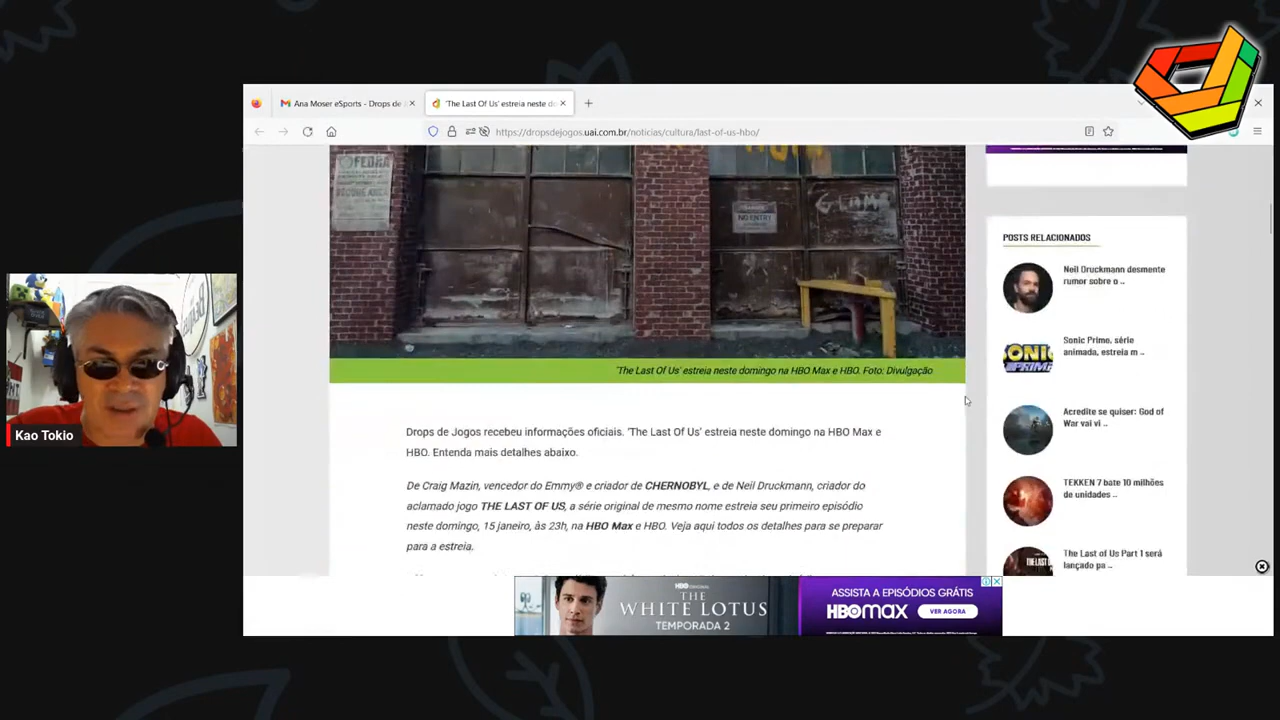 Ana Moser eSports - Drops de
'The Last Of Us' estreia neste do
https://dropsdejogos.uai.com.br/noticias/cultura/last-of-us-hbo/
FEDRA
NO ENTRY
'The Last Of Us' estreia neste domingo na HBO Max e HBO. Foto: Divulgação
Drops de Jogos recebeu informações oficiais. 'The Last Of Us' estreia neste domingo na HBO Max e
HBO. Entenda mais detalhes abaixo.
De Craig Mazin, vencedor do Emmy® e criador de CHERNOBYL, e de Neil Druckmann, criador do
aclamado jogo THE LAST OF US, a série original de mesmo nome estreia seu primeiro episódio
neste domingo, 15 janeiro, às 23h, na HBO Max e HBO. Veja aqui todos os detalhes para se preparar
para a estreia.
POSTS RELACIONADOS
Neil Druckmann desmente
rumor sobre o ..
SONIC
PRIME
Sonic Prime, série
animada, estreia m ..
Acredite se quiser: God of
War vai vi ..
TEKKEN 7 bate 10 milhões
de unidades ..
The Last of Us Part 1 será
lançado pa ..
Kao Tokio
HBO ORIGINAL
THE
WHITE LOTUS
TEMPORADA 2
ASSISTA A EPISÓDIOS GRÁTIS
HBOMAX
VER AGORA